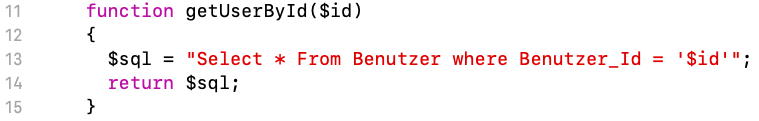 11 function getUserById($id)
12 {
13 $sql = "Select * From Benutzer where Benutzer_Id = '$id'";
14 return $sql;
15 }